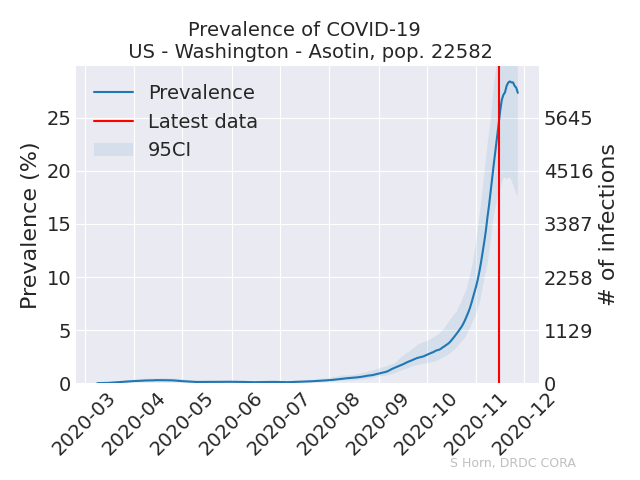 Prevalence of COVID-19
US - Washington - Asotin, pop. 22582
Prevalence
Latest data
95CI
Prevalence (%)
25
20
15
10
5
0
5645
4516
3387
2258
1129
0
# of infections
2020-03
2020-04
2020-05
2020-06
2020-07
2020-08
2020-09
2020-10
2020-11
2020-12
S Horn, DRDC CORA